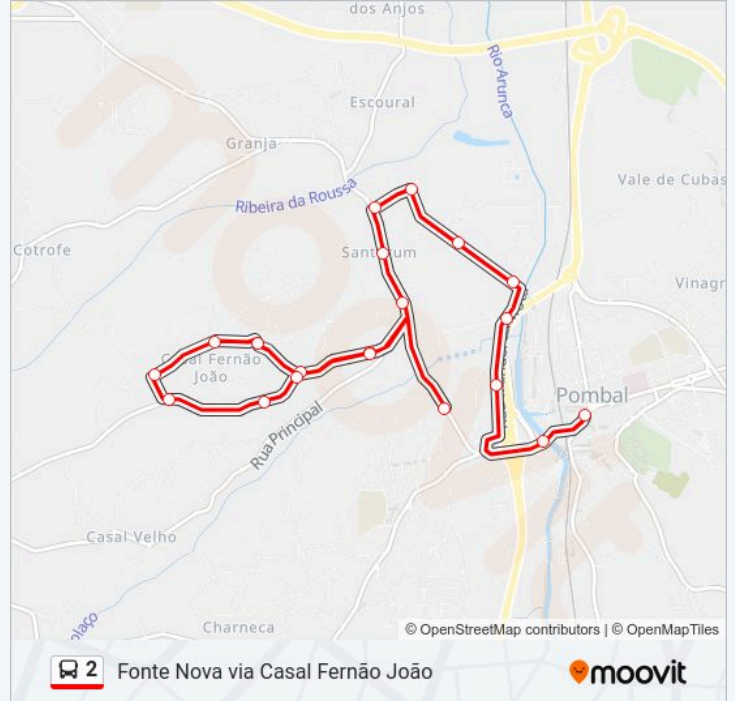 dos Anjos
Rio Arunca
Escoural
Granja
Vale de Cubas
Ribeira da Roussa
Cotrofe
Vinagr
Casal Fernão
João
Pombal
Rua Principal
Casal Velho
olaço
Charneca
© OpenStreetMap contributors | © OpenMapTiles
2 Fonte Nova via Casal Fernão João
moovit